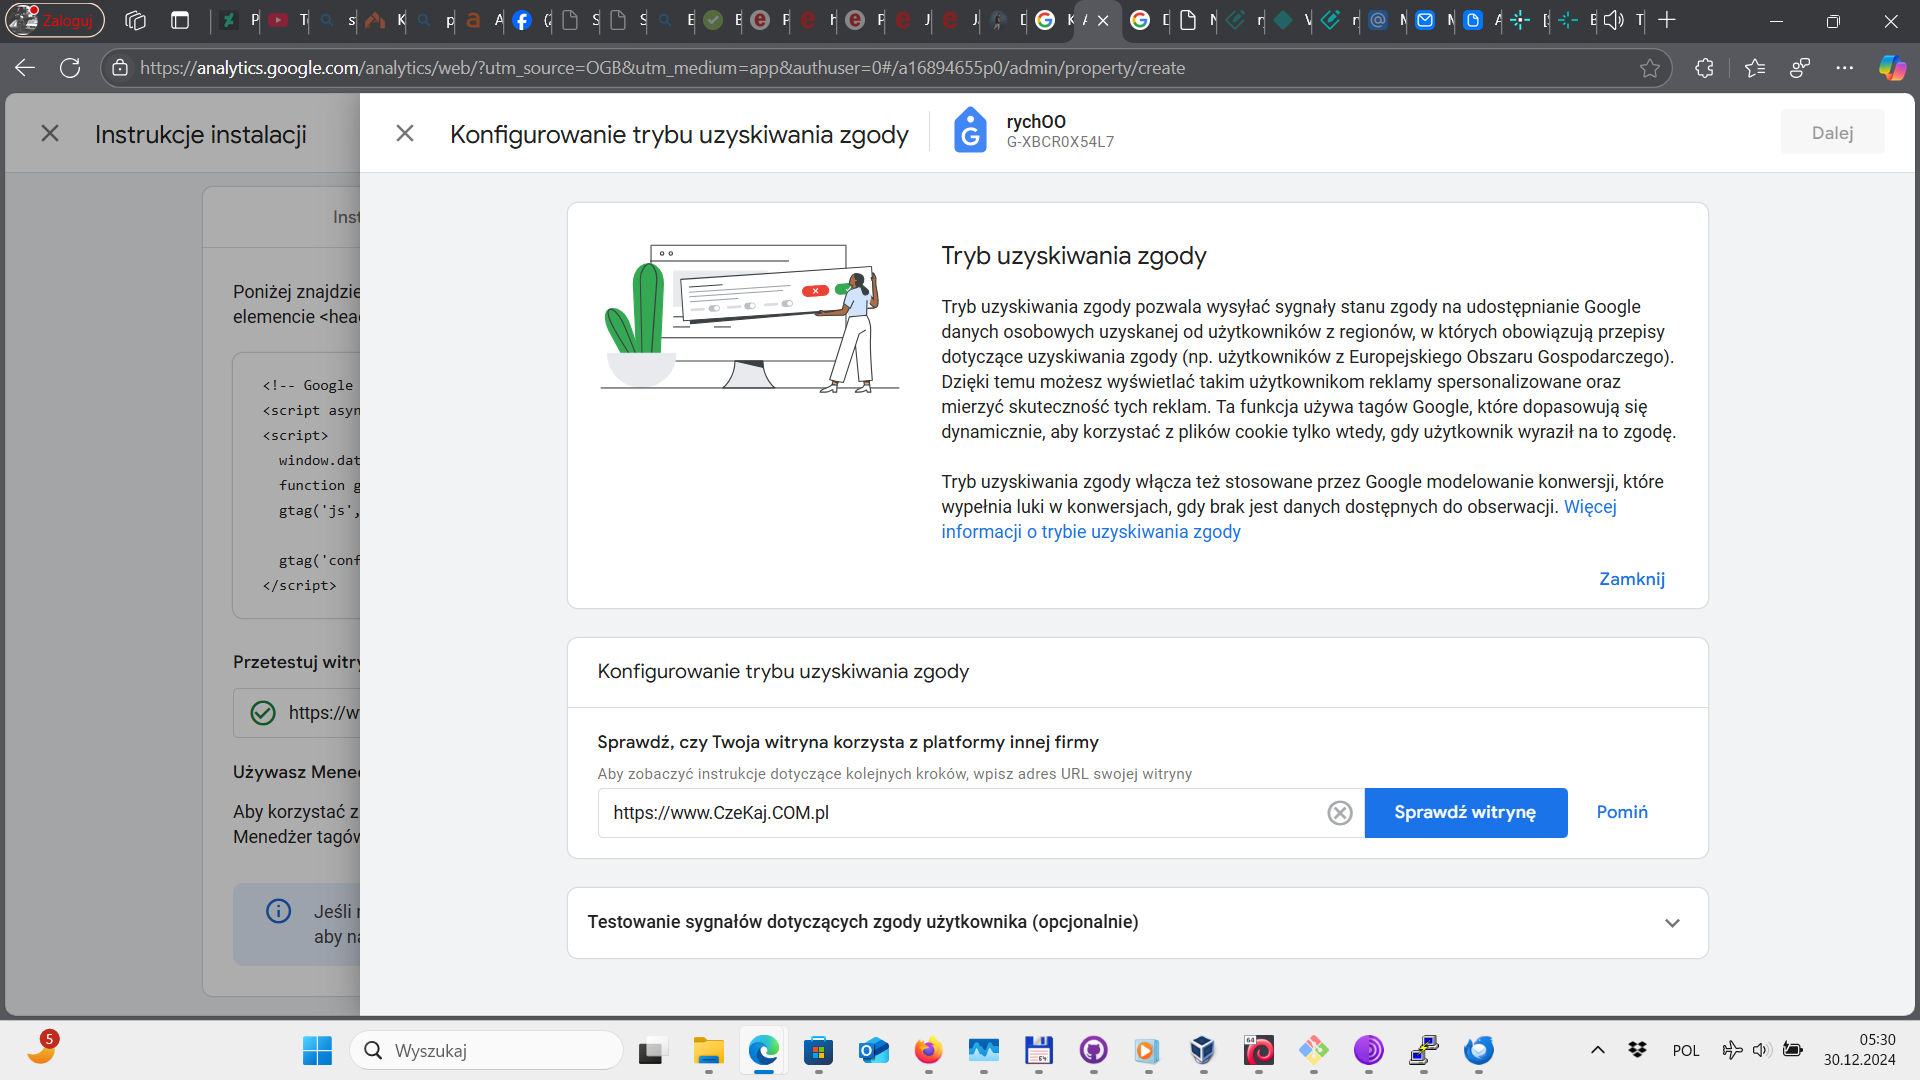 Zaloguj
https://analytics.google.com/analytics/web/?utm_source=OGB&utm_medium=app&authuser=0#/a16894655p0/admin/property/create
Instrukcje instalacji
Konfigurowanie trybu uzyskiwania zgody
rychOO
G-XBCR0X54L7
Dalej
Inst
Poniżej znajdzie
elemencie <hea
<!-- Google
<script asyn
<script>
window.dat
function g
gtag('js',
gtag('conf
</script>
Przetestuj witry
https://w
Używasz Mene
Aby korzystać z
Menedżer tagów
Jeśli
aby na
Tryb uzyskiwania zgody
Tryb uzyskiwania zgody pozwala wysyłać sygnały stanu zgody na udostępnianie Google
danych osobowych uzyskanej od użytkowników z regionów, w których obowiązują przepisy
dotyczące uzyskiwania zgody (np. użytkowników z Europejskiego Obszaru Gospodarczego).
Dzięki temu możesz wyświetlać takim użytkownikom reklamy spersonalizowane oraz
mierzyć skuteczność tych reklam. Ta funkcja używa tagów Google, które dopasowują się
dynamicznie, aby korzystać z plików cookie tylko wtedy, gdy użytkownik wyraził na to zgodę.
Tryb uzyskiwania zgody włącza też stosowane przez Google modelowanie konwersji, które
wypełnia luki w konwersjach, gdy brak jest danych dostępnych do obserwacji. Więcej
informacji o trybie uzyskiwania zgody
Zamknij
Konfigurowanie trybu uzyskiwania zgody
Sprawdź, czy Twoja witryna korzysta z platformy innej firmy
Aby zobaczyć instrukcje dotyczące kolejnych kroków, wpisz adres URL swojej witryny
https://www.CzeKaj.COM.pl
Sprawdź witrynę
Pomiń
Testowanie sygnałów dotyczących zgody użytkownika (opcjonalnie)
5
Wyszukaj
POL
05:30
30.12.2024